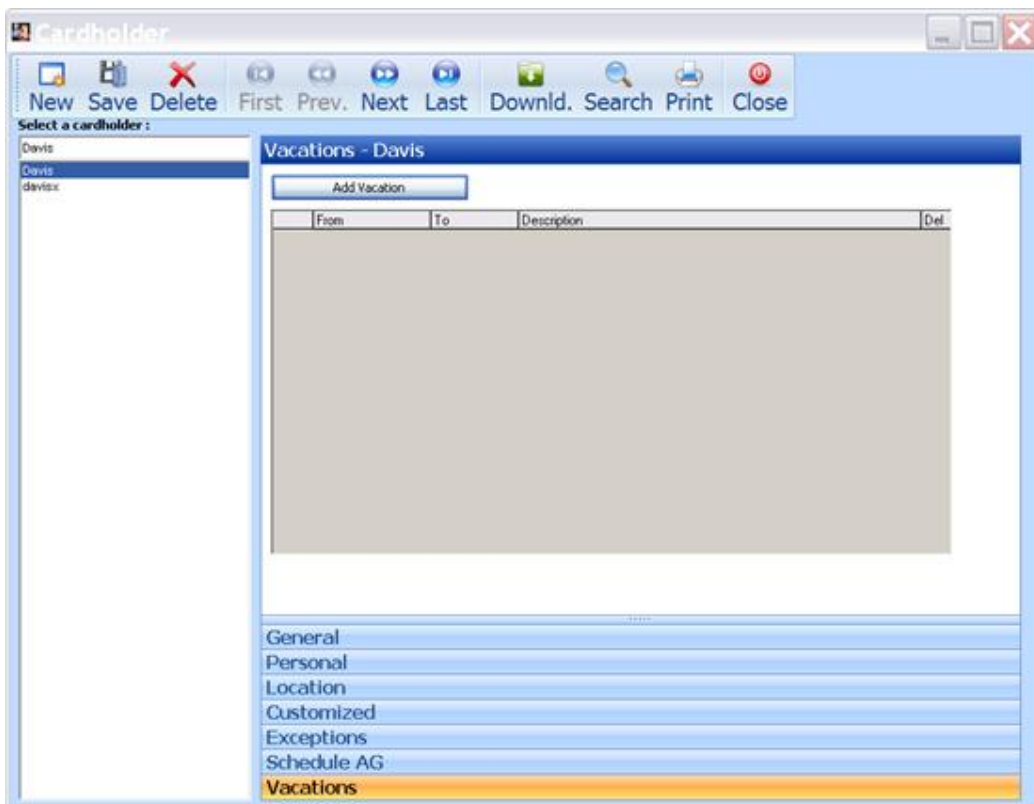 Cardholder
New Save Delete First Prev. Next Last Downld. Search Print Close
Select a cardholder :
Davis
Davis
davisx
Vacations - Davis
Add Vacation
From To Description Del
General
Personal
Location
Customized
Exceptions
Schedule AG
Vacations